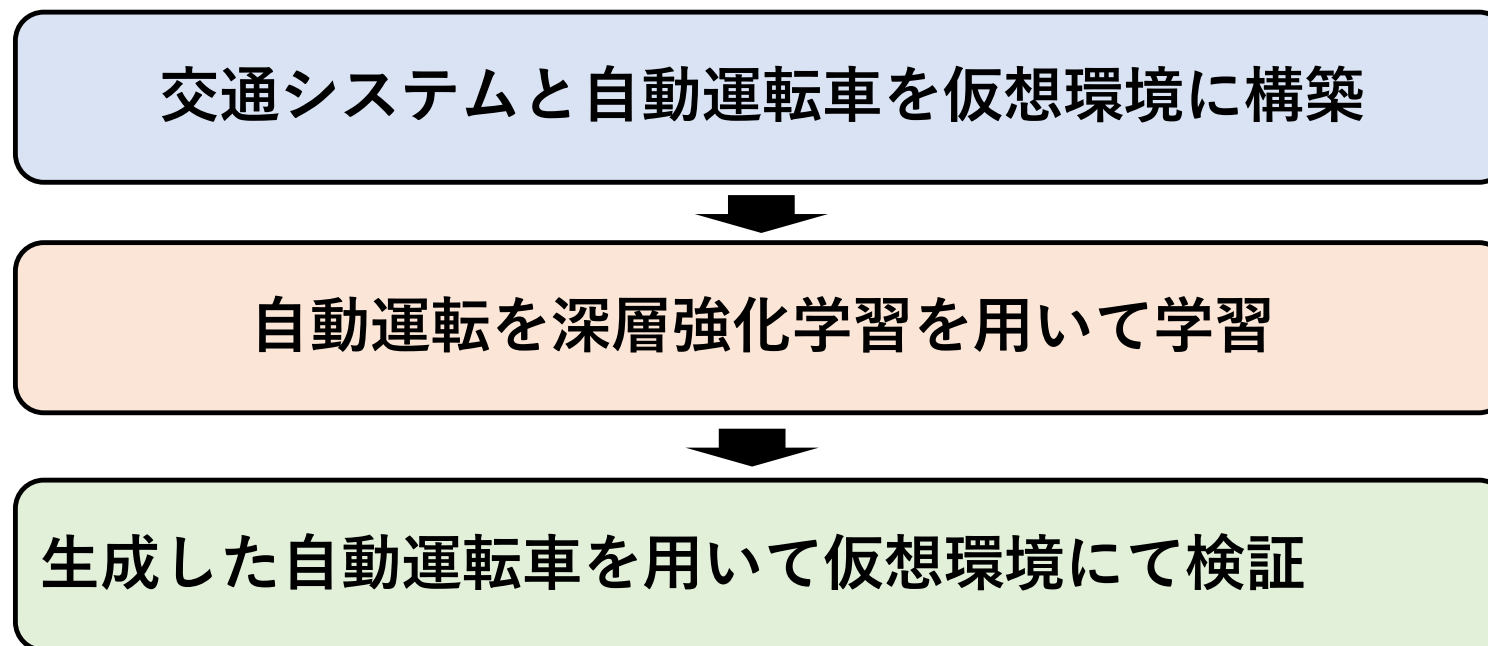 交通システムと自動運転車を仮想環境に構築
自動運転を深層強化学習を用いて学習
生成した自動運転車を用いて仮想環境にて検証